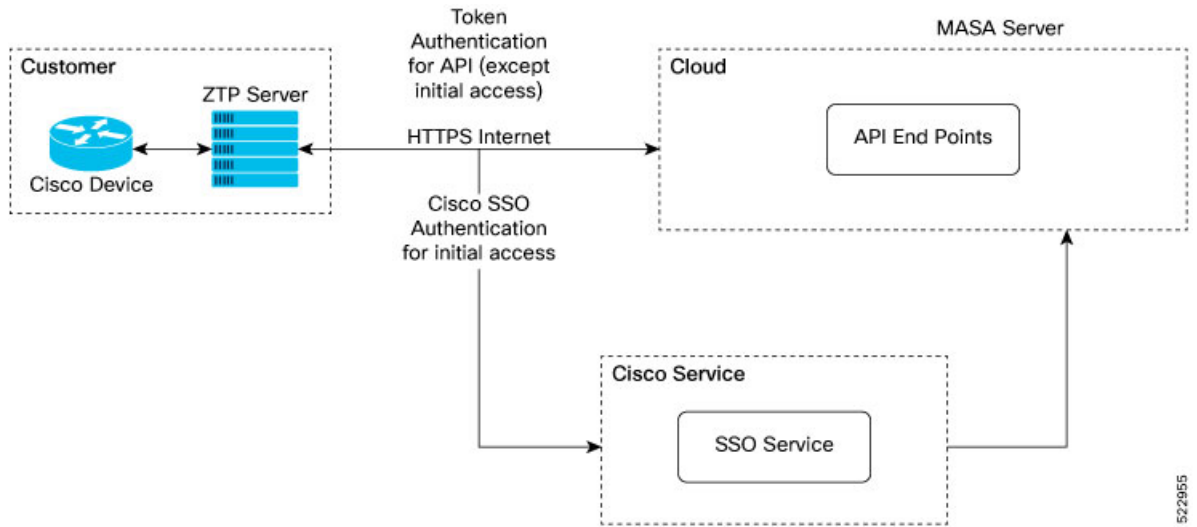 Token
Authentication
for API (except
initial access)
MASA Server
Customer
Cloud
ZTP Server
HTTPS Internet
API End Points
Cisco Device
Cisco SSO
Authentication
for initial access
Cisco Service
SSO Service
522955